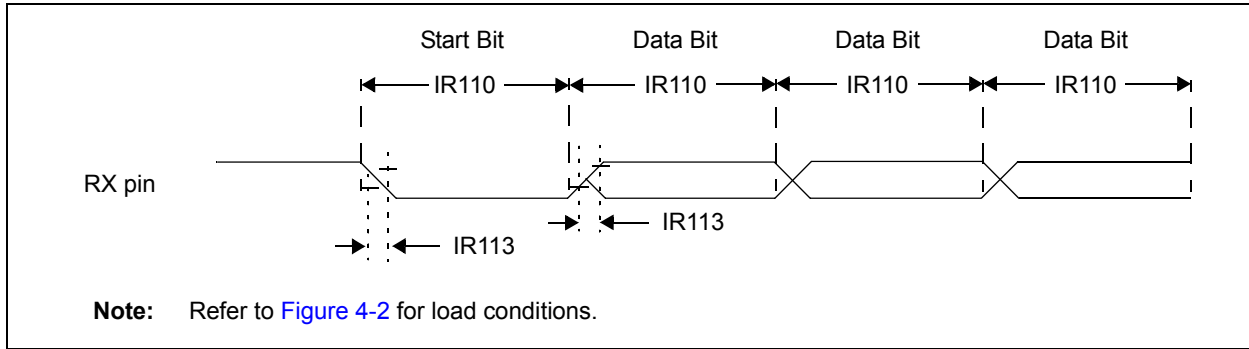 Start Bit Data Bit Data Bit Data Bit
IR110 IR110 IR110 IR110
RX pin
IR113 IR113
Note: Refer to Figure 4-2 for load conditions.